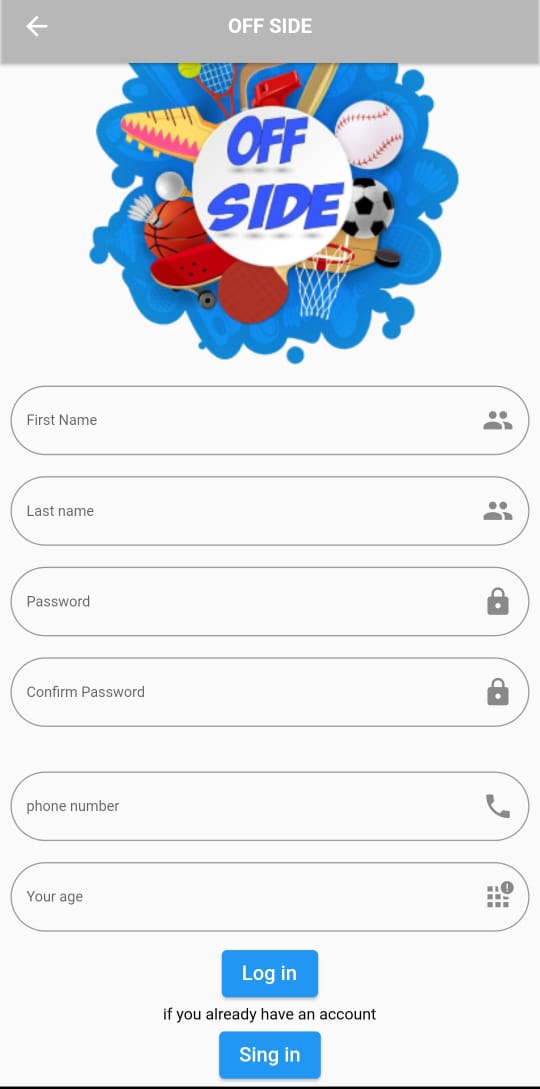 OFF SIDE
OFF
SIDE
First Name
Last name
Password
Confirm Password
phone number
Your age
Log in
if you already have an account
Sing in